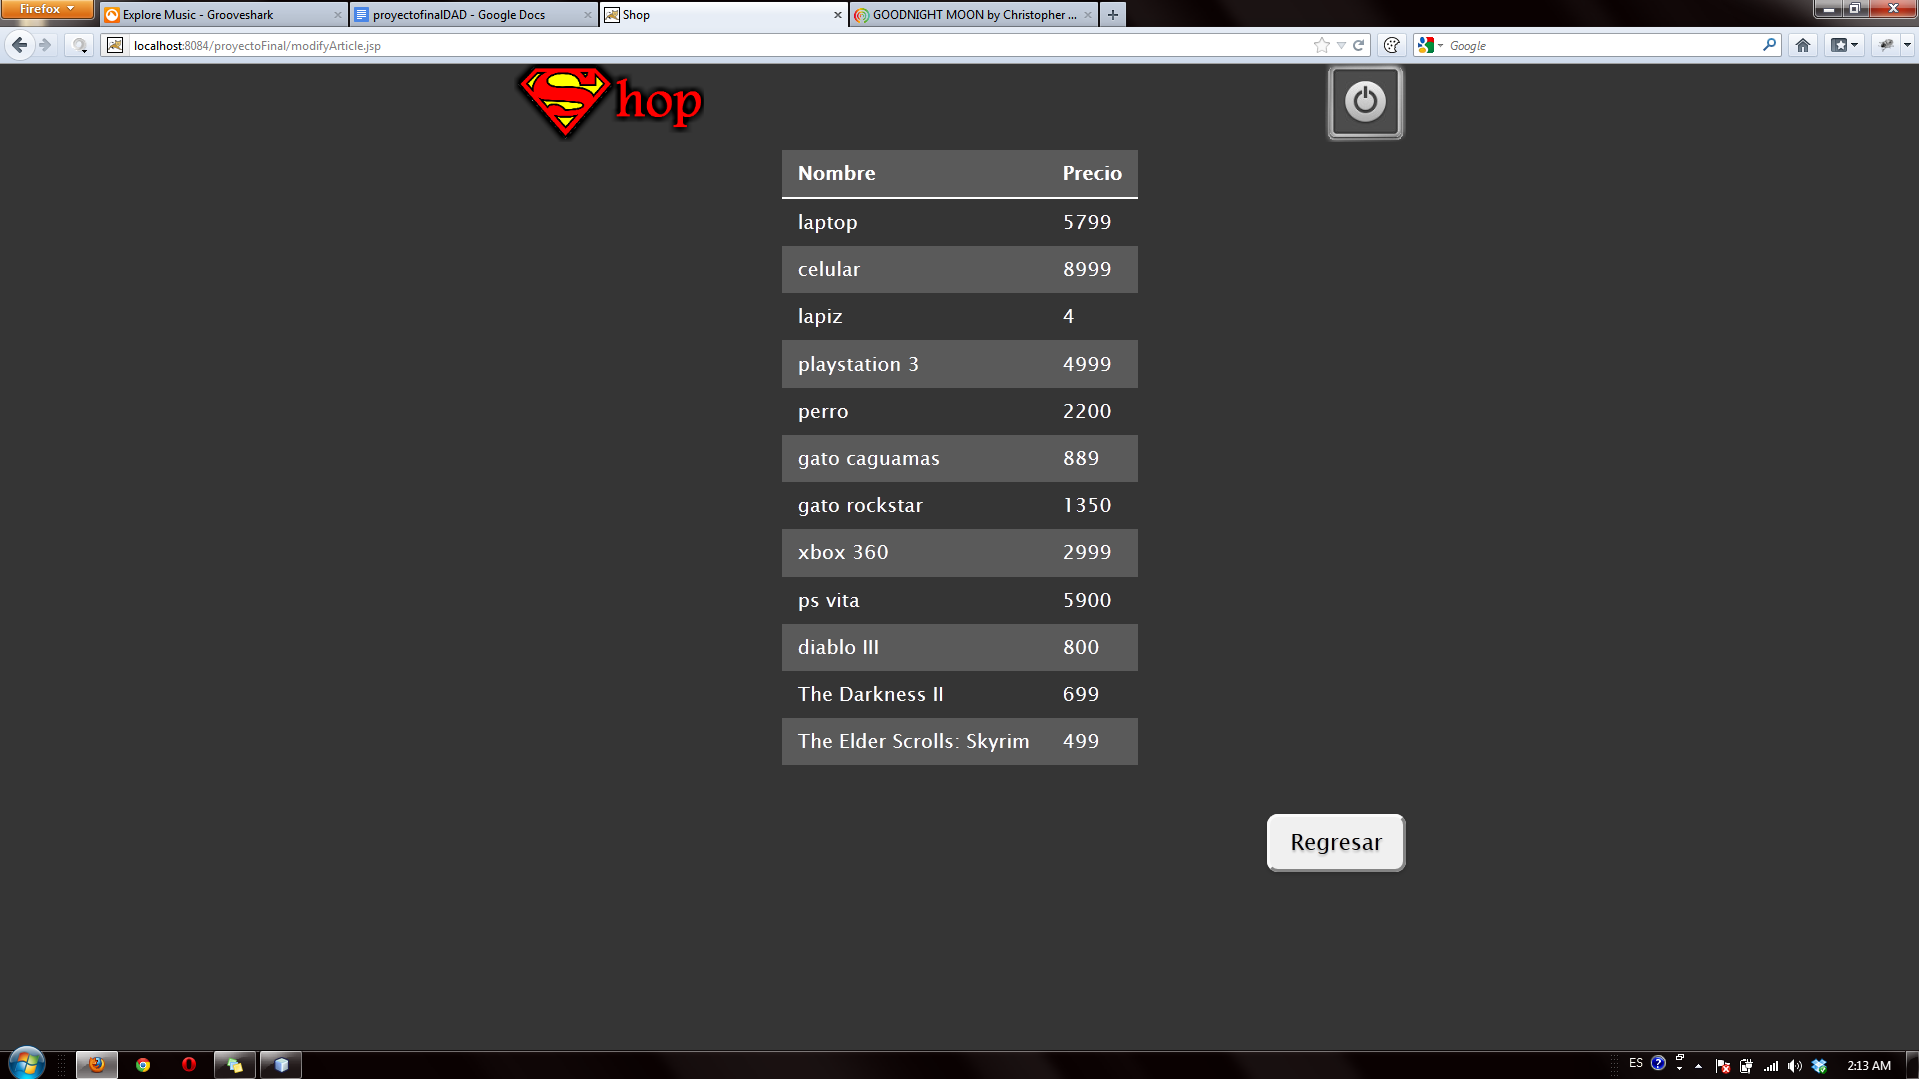 Firefox
Explore Music - Grooveshark
proyectofinalDAD - Google Docs
Shop
GOODNIGHT MOON by Christopher ...
localhost:8084/proyectoFinal/modifyArticle.jsp
Google
Shop
Nombre Precio
laptop 5799
celular 8999
lapiz 4
playstation 3 4999
perro 2200
gato caguamas 889
gato rockstar 1350
xbox 360 2999
ps vita 5900
diablo III 800
The Darkness II 699
The Elder Scrolls: Skyrim 499
Regresar
ES
2:13 AM